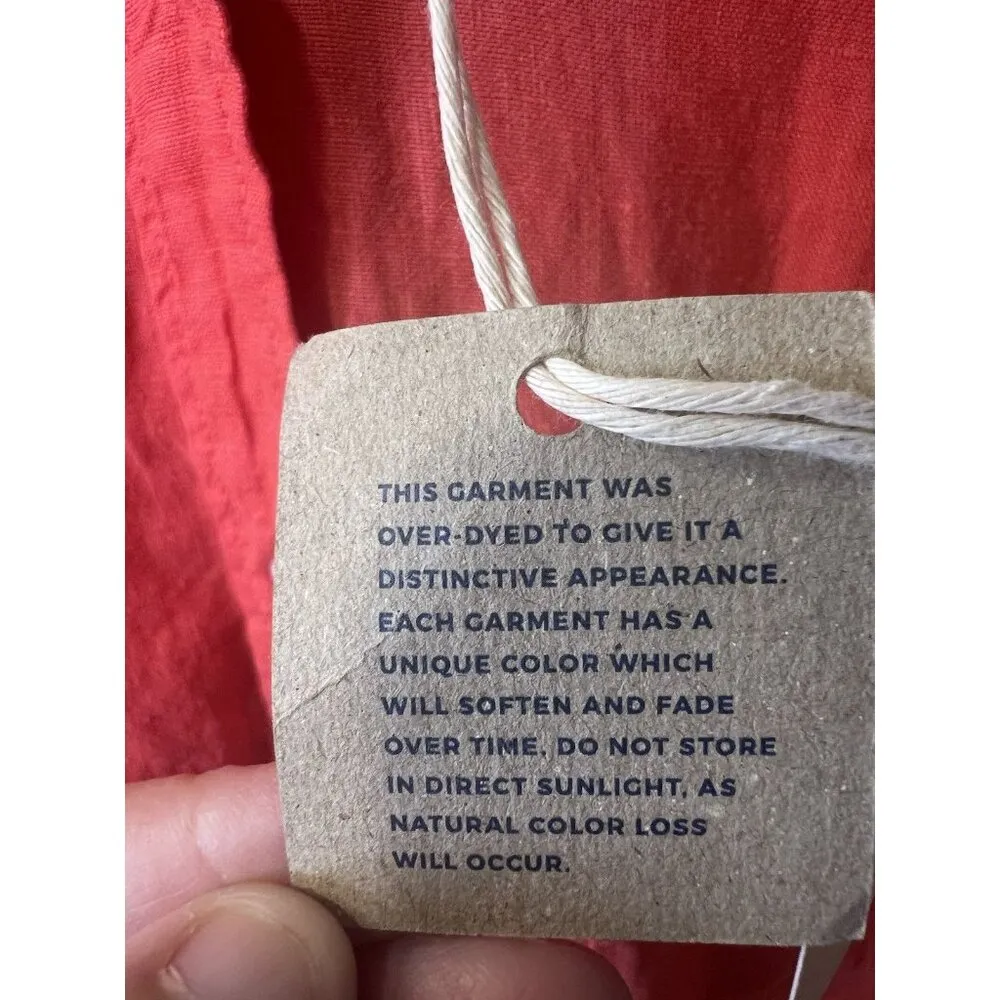 THIS GARMENT WAS
OVER-DYED TO GIVE IT A
DISTINCTIVE APPEARANCE.
EACH GARMENT HAS A
UNIQUE COLOR WHICH
WILL SOFTEN AND FADE
OVER TIME. DO NOT STORE
IN DIRECT SUNLIGHT, AS
NATURAL COLOR LOSS
WILL OCCUR.